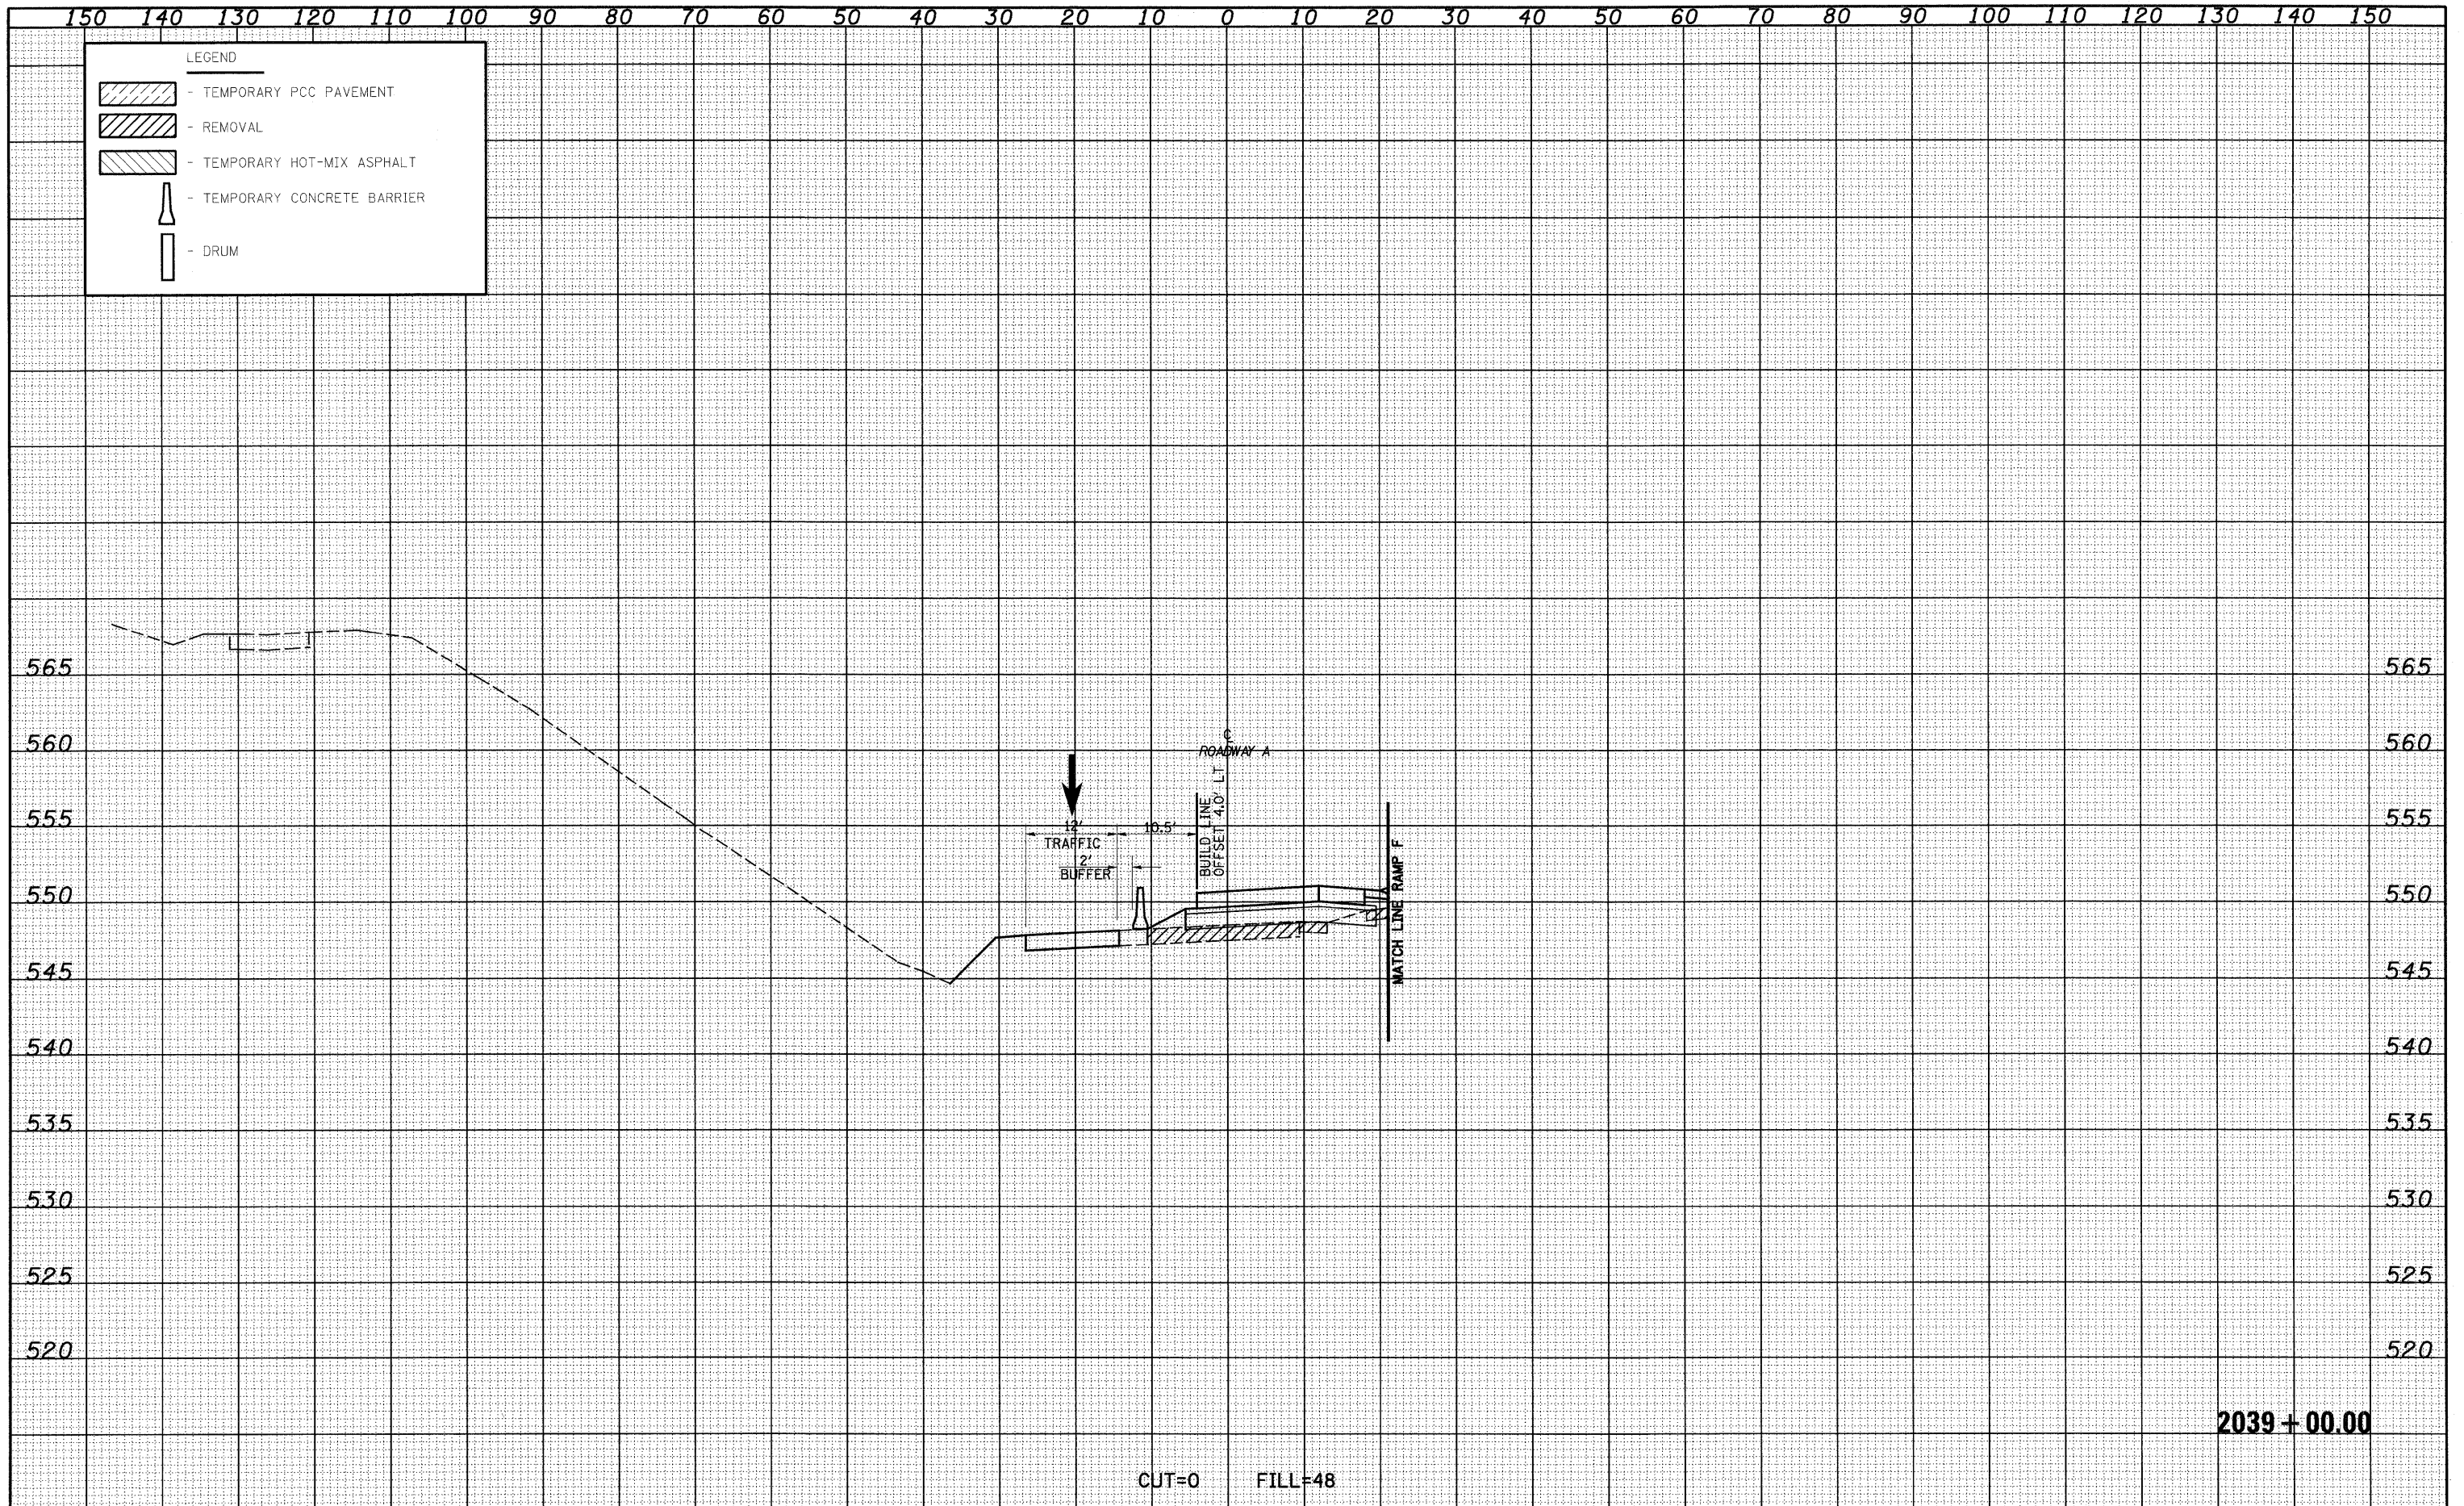 150 140 130 120 110 100 90 80 70 60 50 40 30 20 10 0 10 20 30 40 50 60 70 80 90 100 110 120 130 140 150
LEGEND
- TEMPORARY PCC PAVEMENT
- REMOVAL
- TEMPORARY HOT-MIX ASPHALT
- TEMPORARY CONCRETE BARRIER
- DRUM
565 565
560 560
℄
ROADWAY A
BUILD LINE
OFFSET 4.0' LT
555 555
12'
TRAFFIC
10.5'
2'
BUFFER
550 550
MATCH LINE RAMP F
545 545
540 540
535 535
530 530
525 525
520 520
2039+00.00
CUT=0 FILL=48